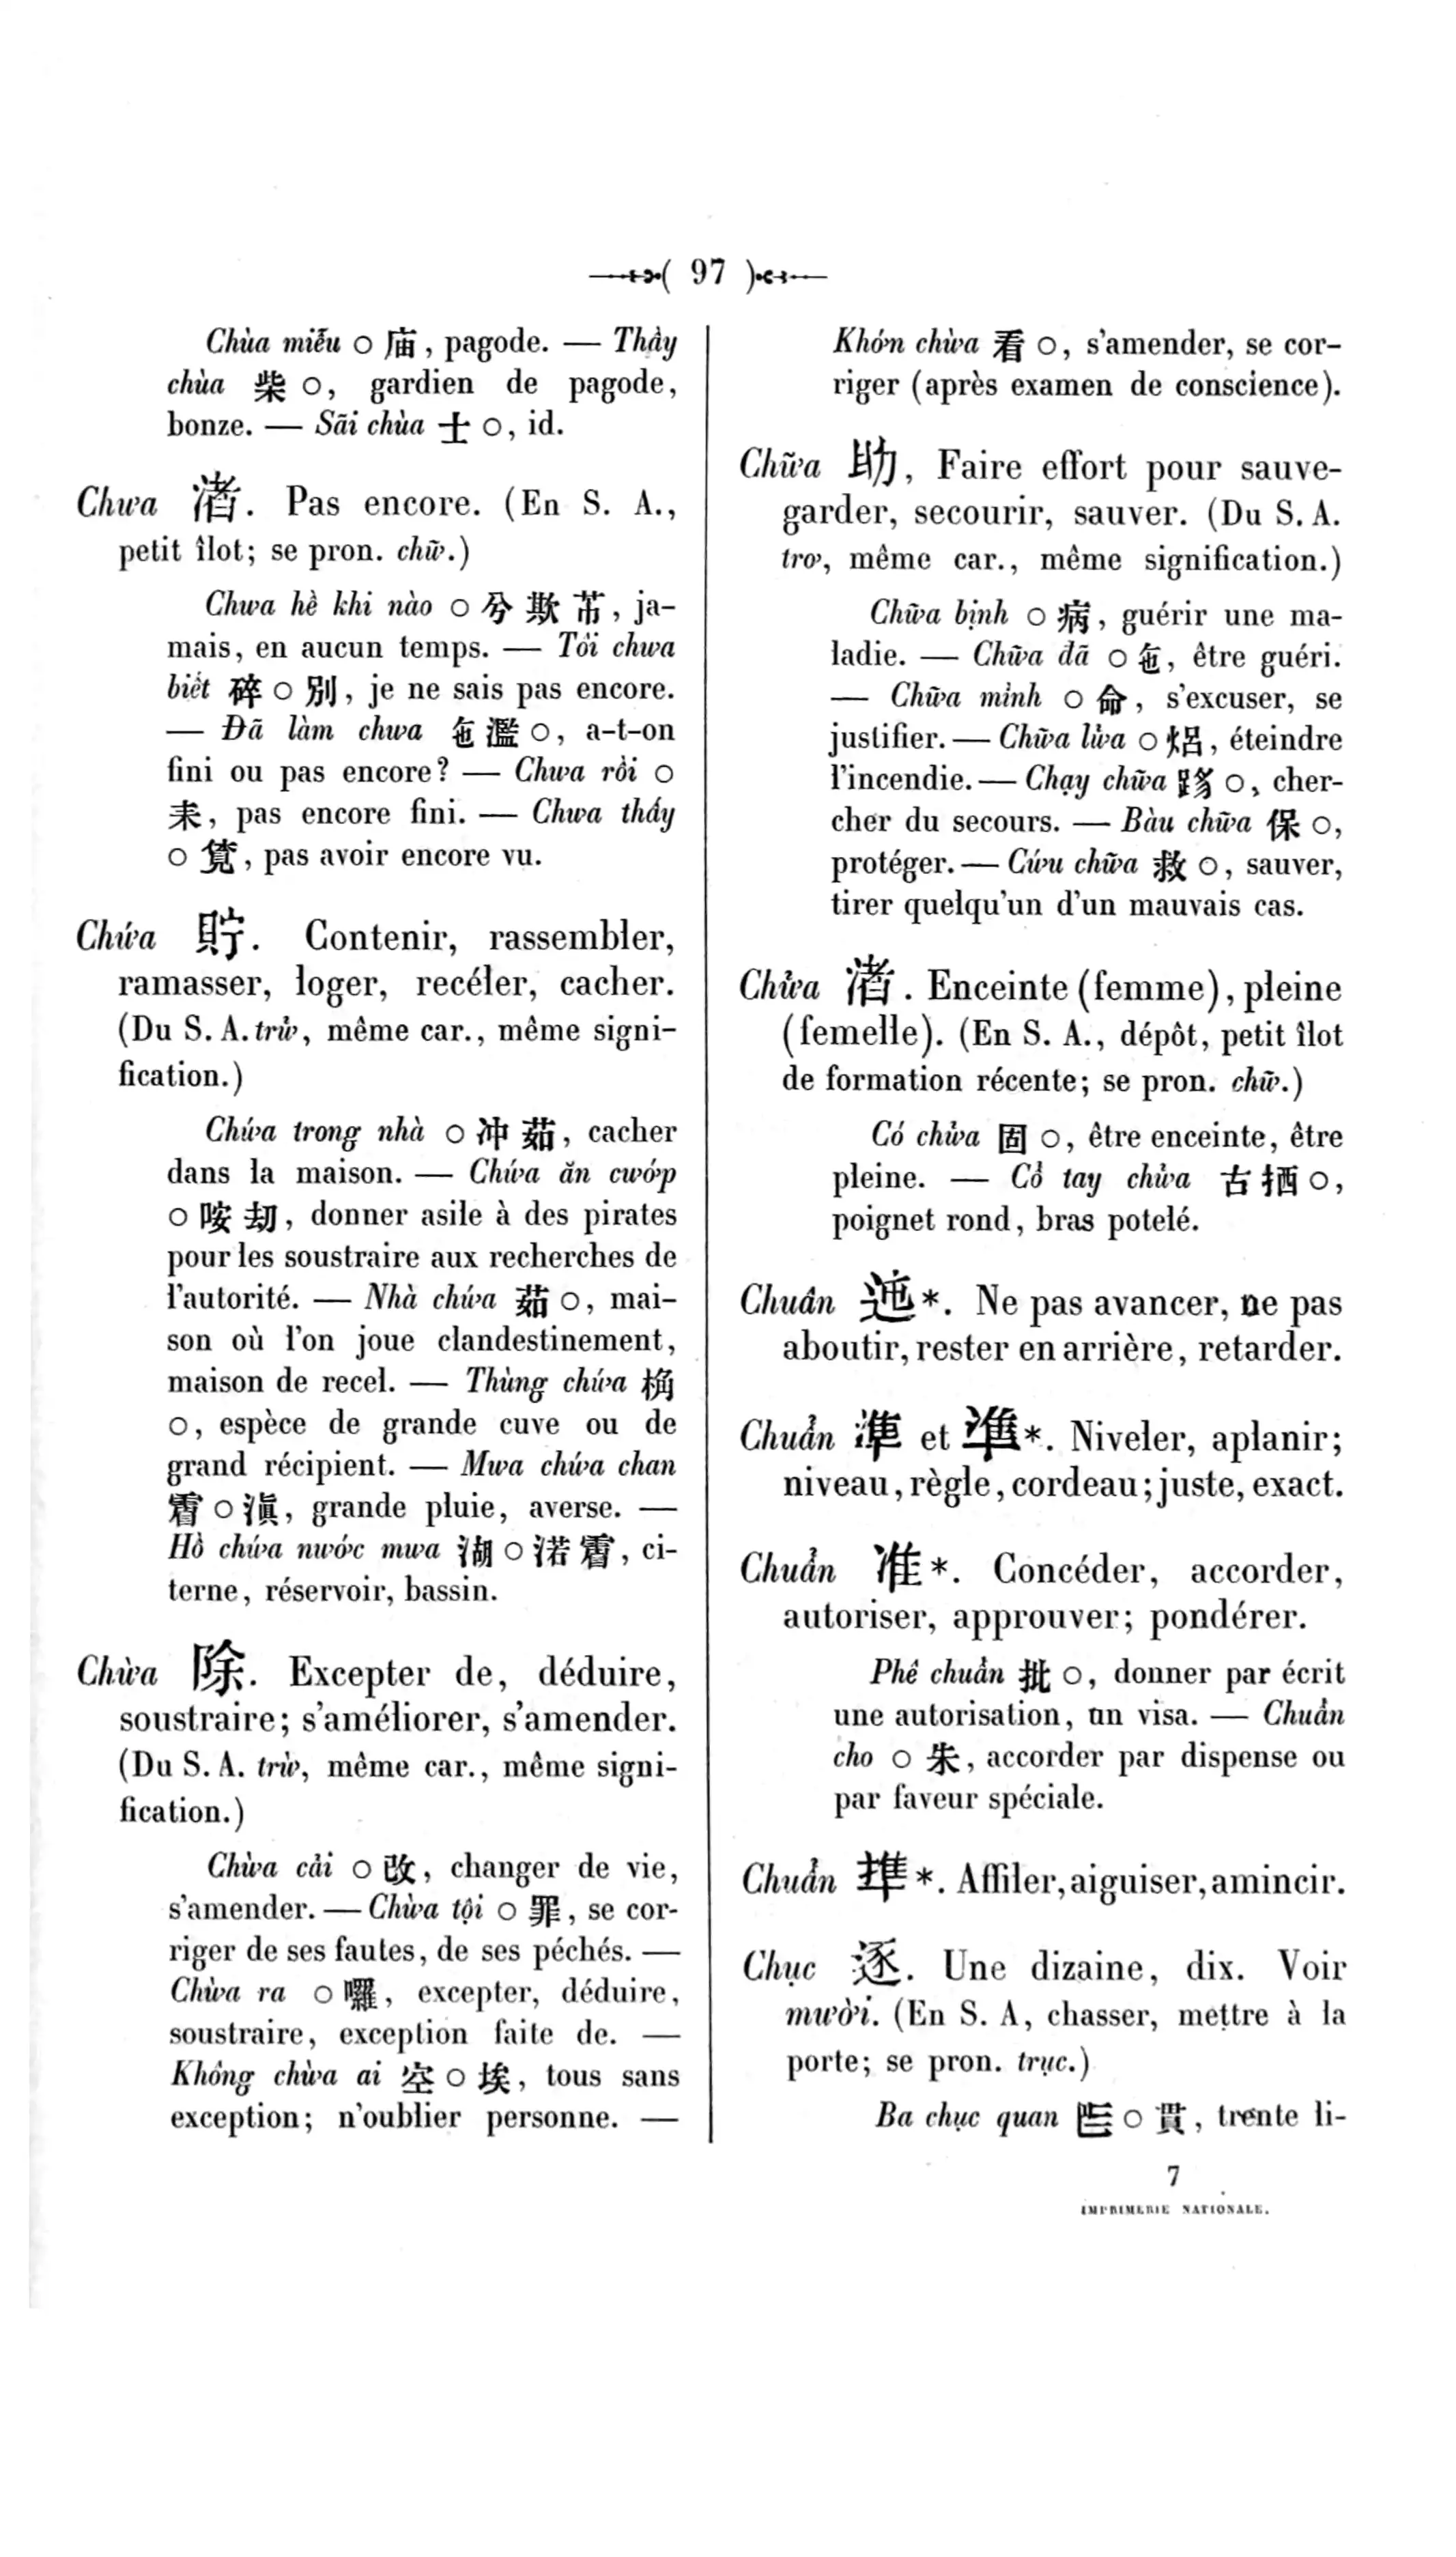 ( 97 )
Chùa miễu ○ 庙, pagode. — Thầy
chùa 柴 ○, gardien de pagode,
bonze. — Sãi chùa 士 ○, id.
Chưa 渚. Pas encore. (En S. A.,
petit îlot; se pron. chữ.)
Chưa hề khi nào ○ 兮 欺 芾, ja-
mais, en aucun temps. — Tôi chưa
biết 碎 ○ 別, je ne sais pas encore.
— Đã làm chưa 濫 ○, a-t-on
fini ou pas encore? — Chưa rồi ○
耒, pas encore fini. — Chưa thấy
○ 覓, pas avoir encore vu.
Chứa 貯. Contenir, rassembler,
ramasser, loger, recéler, cacher.
(Du S. A. trử, même car., même signi-
fication.)
Chứa trong nhà ○ 冲 茹, cacher
dans la maison. — Chứa ăn cướp
○ 咹 刧, donner asile à des pirates
pour les soustraire aux recherches de
l'autorité. — Nhà chứa 茹 ○, mai-
son où l'on joue clandestinement,
maison de recel. — Thùng chứa 桷
○, espèce de grande cuve ou de
grand récipient. — Mưa chứa chan
○ 滇, grande pluie, averse. —
Hồ chứa nước mưa 湖 ○ 渃, ci-
terne, réservoir, bassin.
Chừa 除. Excepter de, déduire,
soustraire; s'améliorer, s'amender.
(Du S. A. trừ, même car., même signi-
fication.)
Chừa cải ○ 改, changer de vie,
s'amender. — Chừa tội ○ 罪, se cor-
riger de ses fautes, de ses péchés. —
Chừa ra ○ 囉, excepter, déduire,
soustraire, exception faite de. —
Không chừa ai 空 ○ 埃, tous sans
exception; n'oublier personne. —
Khớn chừa 看 ○, s'amender, se cor-
riger (après examen de conscience).
Chữa 助, Faire effort pour sauve-
garder, secourir, sauver. (Du S. A.
trơ, même car., même signification.)
Chữa bịnh ○ 病, guérir une ma-
ladie. — Chữa đã ○, être guéri.
— Chữa mình ○ 命, s'excuser, se
justifier. — Chữa lửa ○ 焒, éteindre
l'incendie. — Chạy chữa ○, cher-
cher du secours. — Bàu chữa 保 ○,
protéger. — Cứu chữa 救 ○, sauver,
tirer quelqu'un d'un mauvais cas.
Chửa 渚. Enceinte (femme), pleine
(femelle). (En S. A., dépôt, petit îlot
de formation récente; se pron. chữ.)
Có chửa 固 ○, être enceinte, être
pleine. — Cổ tay chửa 古 拪 ○,
poignet rond, bras potelé.
Chuân *. Ne pas avancer, ne pas
aboutir, rester en arrière, retarder.
Chuẩn 準 et *. Niveler, aplanir;
niveau, règle, cordeau; juste, exact.
Chuẩn 准 *. Concéder, accorder,
autoriser, approuver; pondérer.
Phê chuẩn 批 ○, donner par écrit
une autorisation, un visa. — Chuẩn
cho ○ 朱, accorder par dispense ou
par faveur spéciale.
Chuẩn *. Affiler, aiguiser, amincir.
Chục 逐. Une dizaine, dix. Voir
mười. (En S. A, chasser, mettre à la
porte; se pron. trục.)
Ba chục quan ○ 貫, trente li-
7
IMPRIMERIE NATIONALE.